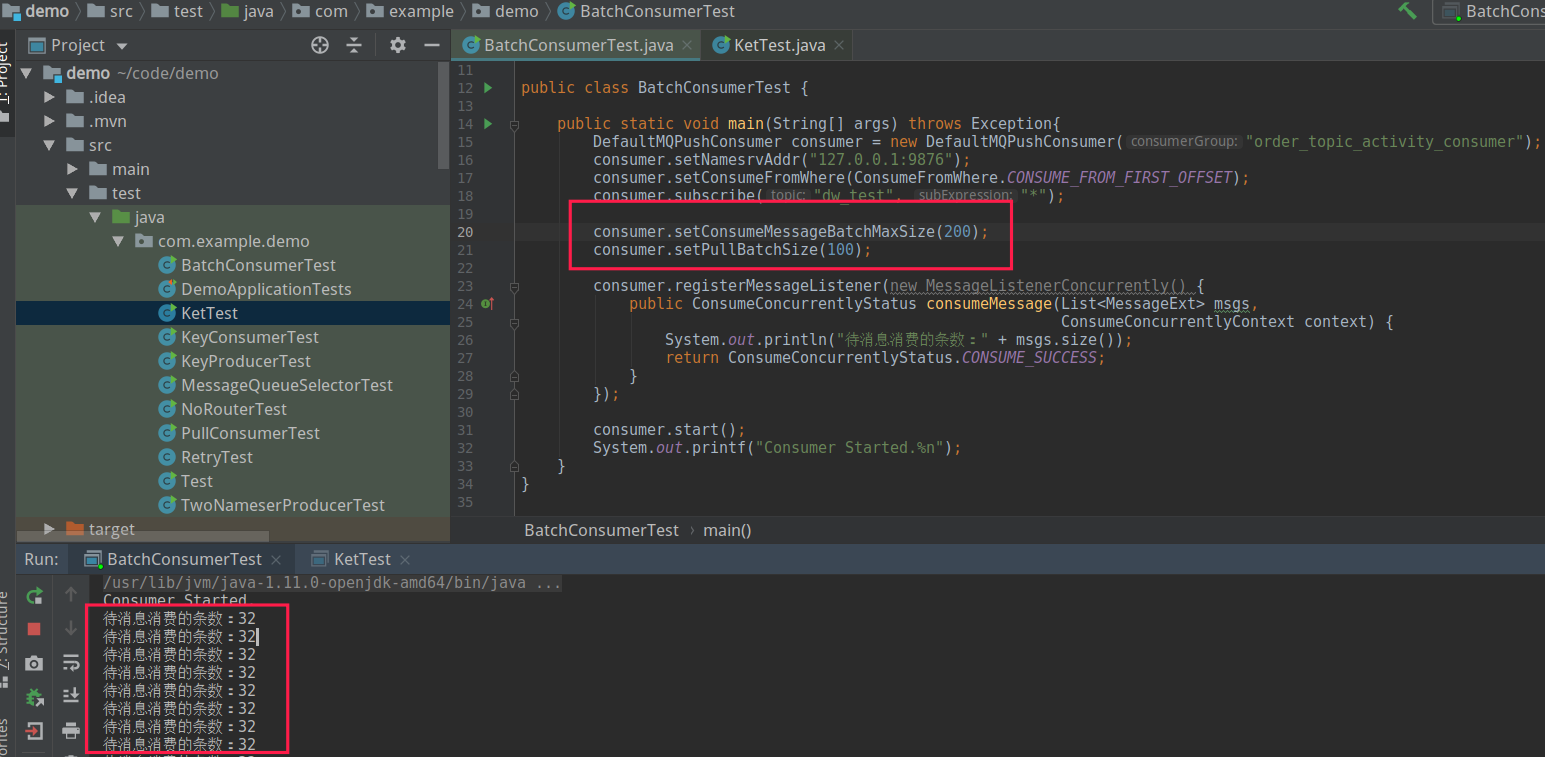 demo src test java com example demo BatchConsumerTest BatchCons
Project
BatchConsumerTest.java KetTest.java
1: Project
demo ~/code/demo
.idea
.mvn
src
main
test
java
com.example.demo
BatchConsumerTest
DemoApplicationTests
KetTest
KeyConsumerTest
KeyProducerTest
MessageQueueSelectorTest
NoRouterTest
PullConsumerTest
RetryTest
Test
TwoNameserProducerTest
target
11
12 public class BatchConsumerTest {
13
14 public static void main(String[] args) throws Exception{
15 DefaultMQPushConsumer consumer = new DefaultMQPushConsumer( consumerGroup: "order_topic_activity_consumer");
16 consumer.setNamesrvAddr("127.0.0.1:9876");
17 consumer.setConsumeFromWhere(ConsumeFromWhere.CONSUME_FROM_FIRST_OFFSET);
18 consumer.subscribe( topic: "dw_test", subExpression: "*");
19
20 consumer.setConsumeMessageBatchMaxSize(200);
21 consumer.setPullBatchSize(100);
22
23 consumer.registerMessageListener(new MessageListenerConcurrently() {
24 public ConsumeConcurrentlyStatus consumeMessage(List<MessageExt> msgs,
25 ConsumeConcurrentlyContext context) {
26 System.out.println("待消息消费的条数：" + msgs.size());
27 return ConsumeConcurrentlyStatus.CONSUME_SUCCESS;
28 }
29 });
30
31 consumer.start();
32 System.out.printf("Consumer Started.%n");
33 }
34 }
35
BatchConsumerTest › main()
Run: BatchConsumerTest KetTest
/usr/lib/jvm/java-1.11.0-openjdk-amd64/bin/java ...
Consumer Started
待消息消费的条数：32
待消息消费的条数：32
待消息消费的条数：32
待消息消费的条数：32
待消息消费的条数：32
待消息消费的条数：32
待消息消费的条数：32
待消息消费的条数：32
7: Structure